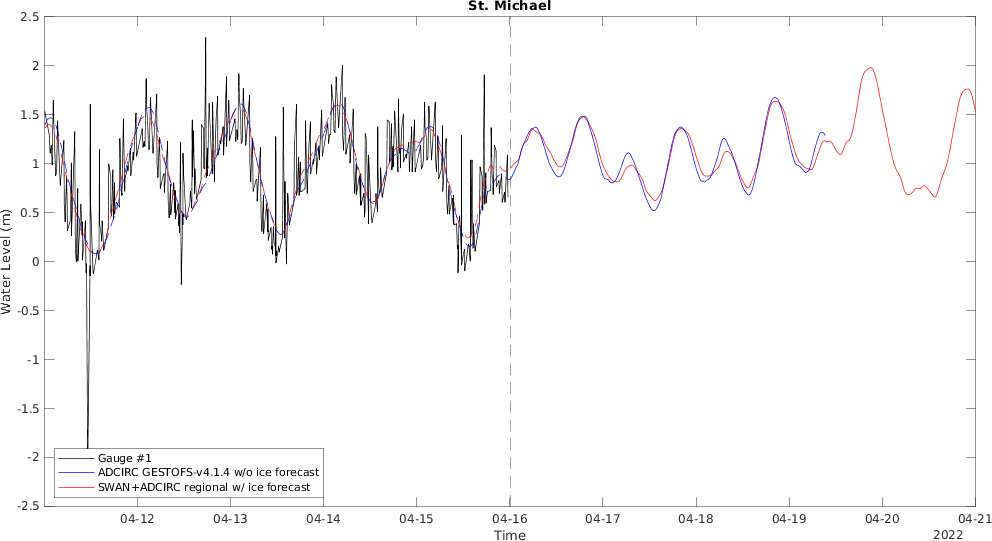 St. Michael
Water Level (m)
2.5
2
1.5
1
0.5
0
-0.5
-1
-1.5
-2
-2.5
Gauge #1
ADCIRC GESTOFS-v4.1.4 w/o ice forecast
SWAN+ADCIRC regional w/ ice forecast
04-12 04-13 04-14 04-15 04-16 04-17 04-18 04-19 04-20 04-21
Time
2022